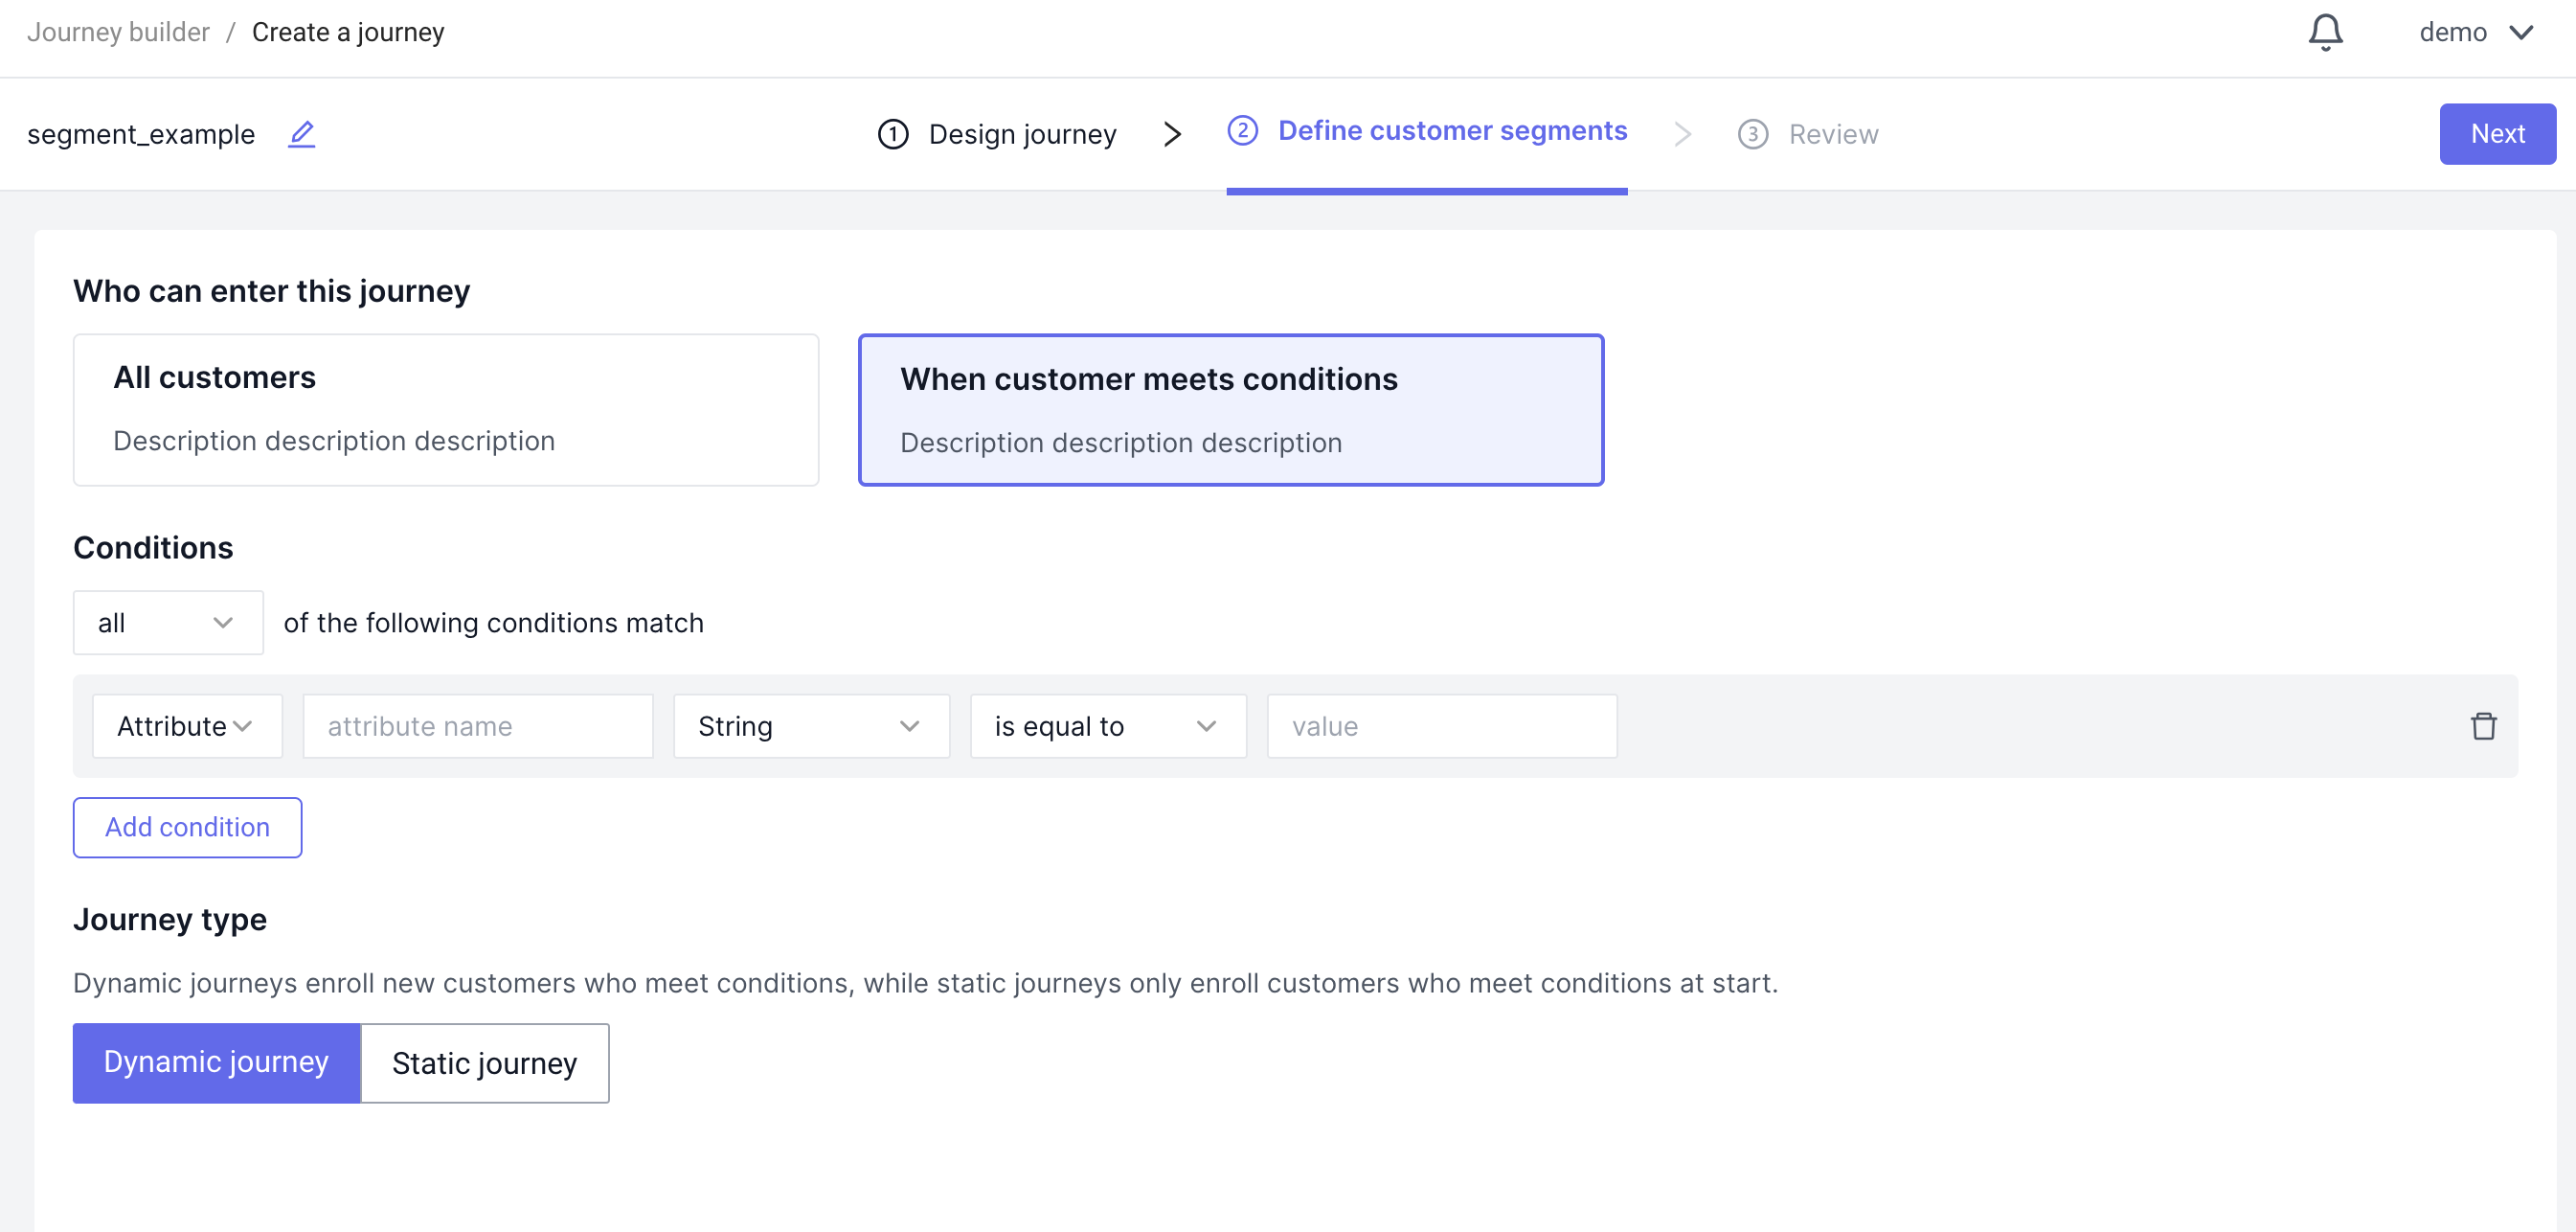 Journey builder / Create a journey
demo
segment_example
1 Design journey
2 Define customer segments
3 Review
Next
Who can enter this journey
All customers
Description description description
When customer meets conditions
Description description description
Conditions
all of the following conditions match
Attribute attribute name String is equal to value
Add condition
Journey type
Dynamic journeys enroll new customers who meet conditions, while static journeys only enroll customers who meet conditions at start.
Dynamic journey Static journey